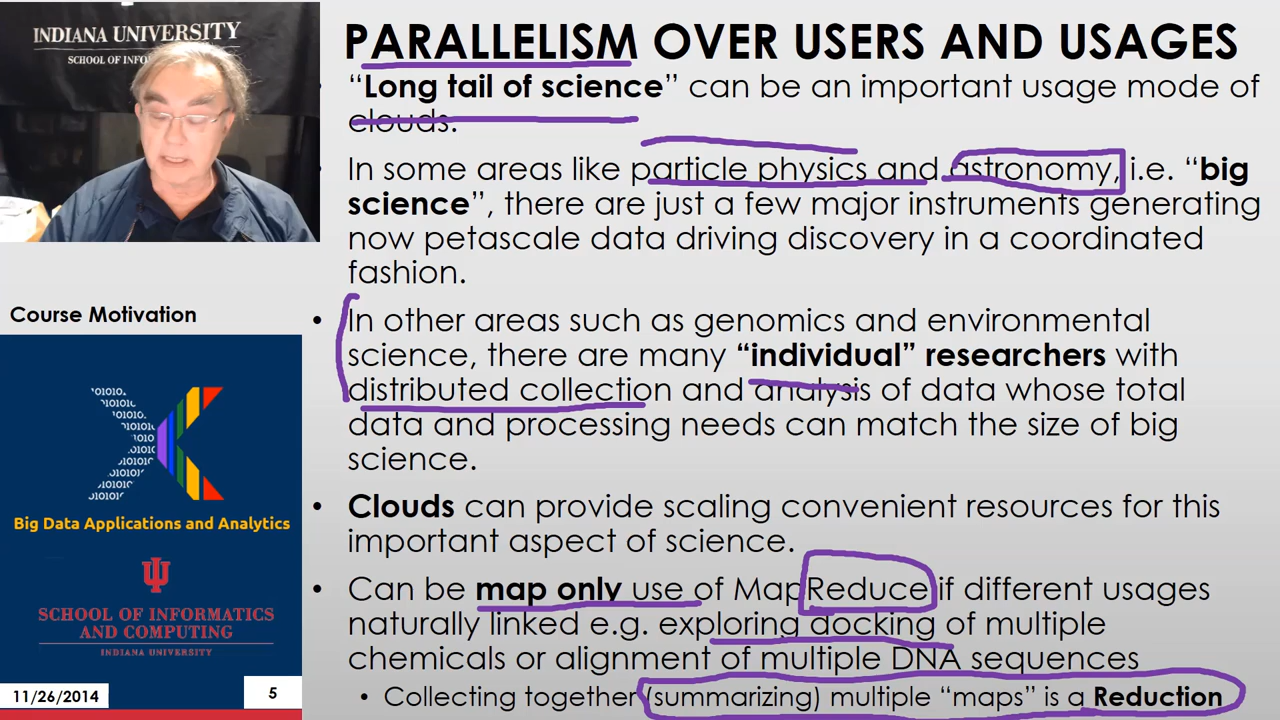 INDIANA UNIVERSITY
PARALLELISM OVER USERS AND USAGES
• “Long tail of science” can be an important usage mode of
clouds.
• In some areas like particle physics and astronomy, i.e. “big
science”, there are just a few major instruments generating
now petascale data driving discovery in a coordinated
fashion.
• In other areas such as genomics and environmental
science, there are many “individual” researchers with
distributed collection and analysis of data whose total
data and processing needs can match the size of big
science.
• Clouds can provide scaling convenient resources for this
important aspect of science.
• Can be map only use of MapReduce if different usages
naturally linked e.g. exploring docking of multiple
chemicals or alignment of multiple DNA sequences
• Collecting together (summarizing) multiple “maps” is a Reduction
Course Motivation
Big Data Applications and Analytics
SCHOOL OF INFORMATICS
AND COMPUTING
INDIANA UNIVERSITY
11/26/2014
5